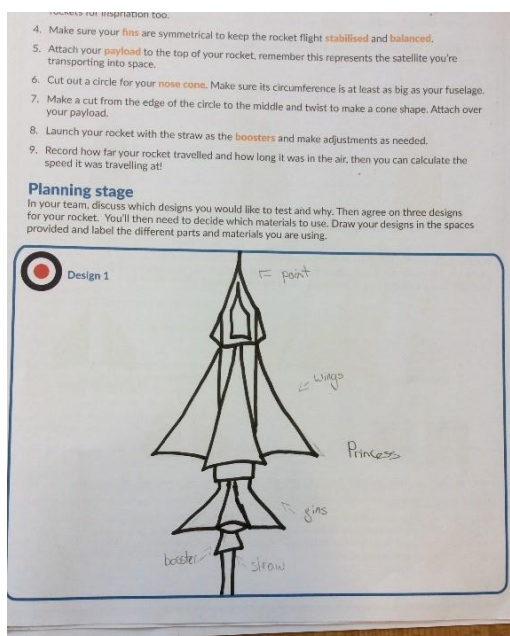 rockets for inspriation too.
4. Make sure your fins are symmetrical to keep the rocket flight stabilised and balanced.
5. Attach your payload to the top of your rocket, remember this represents the satellite you're
transporting into space.
6. Cut out a circle for your nose cone. Make sure its circumference is at least as big as your fuselage.
7. Make a cut from the edge of the circle to the middle and twist to make a cone shape. Attach over
your payload.
8. Launch your rocket with the straw as the boosters and make adjustments as needed.
9. Record how far your rocket travelled and how long it was in the air, then you can calculate the
speed it was travelling at!
Planning stage
In your team, discuss which designs you would like to test and why. Then agree on three designs
for your rocket. You'll then need to decide which materials to use. Draw your designs in the spaces
provided and label the different parts and materials you are using.
Design 1
point
wings
Princess
gins
booster
straw